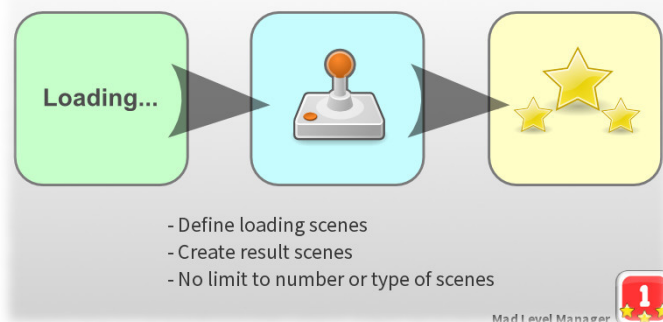 Loading...
- Define loading scenes
- Create result scenes
- No limit to number or type of scenes
1
Mad Level Manager